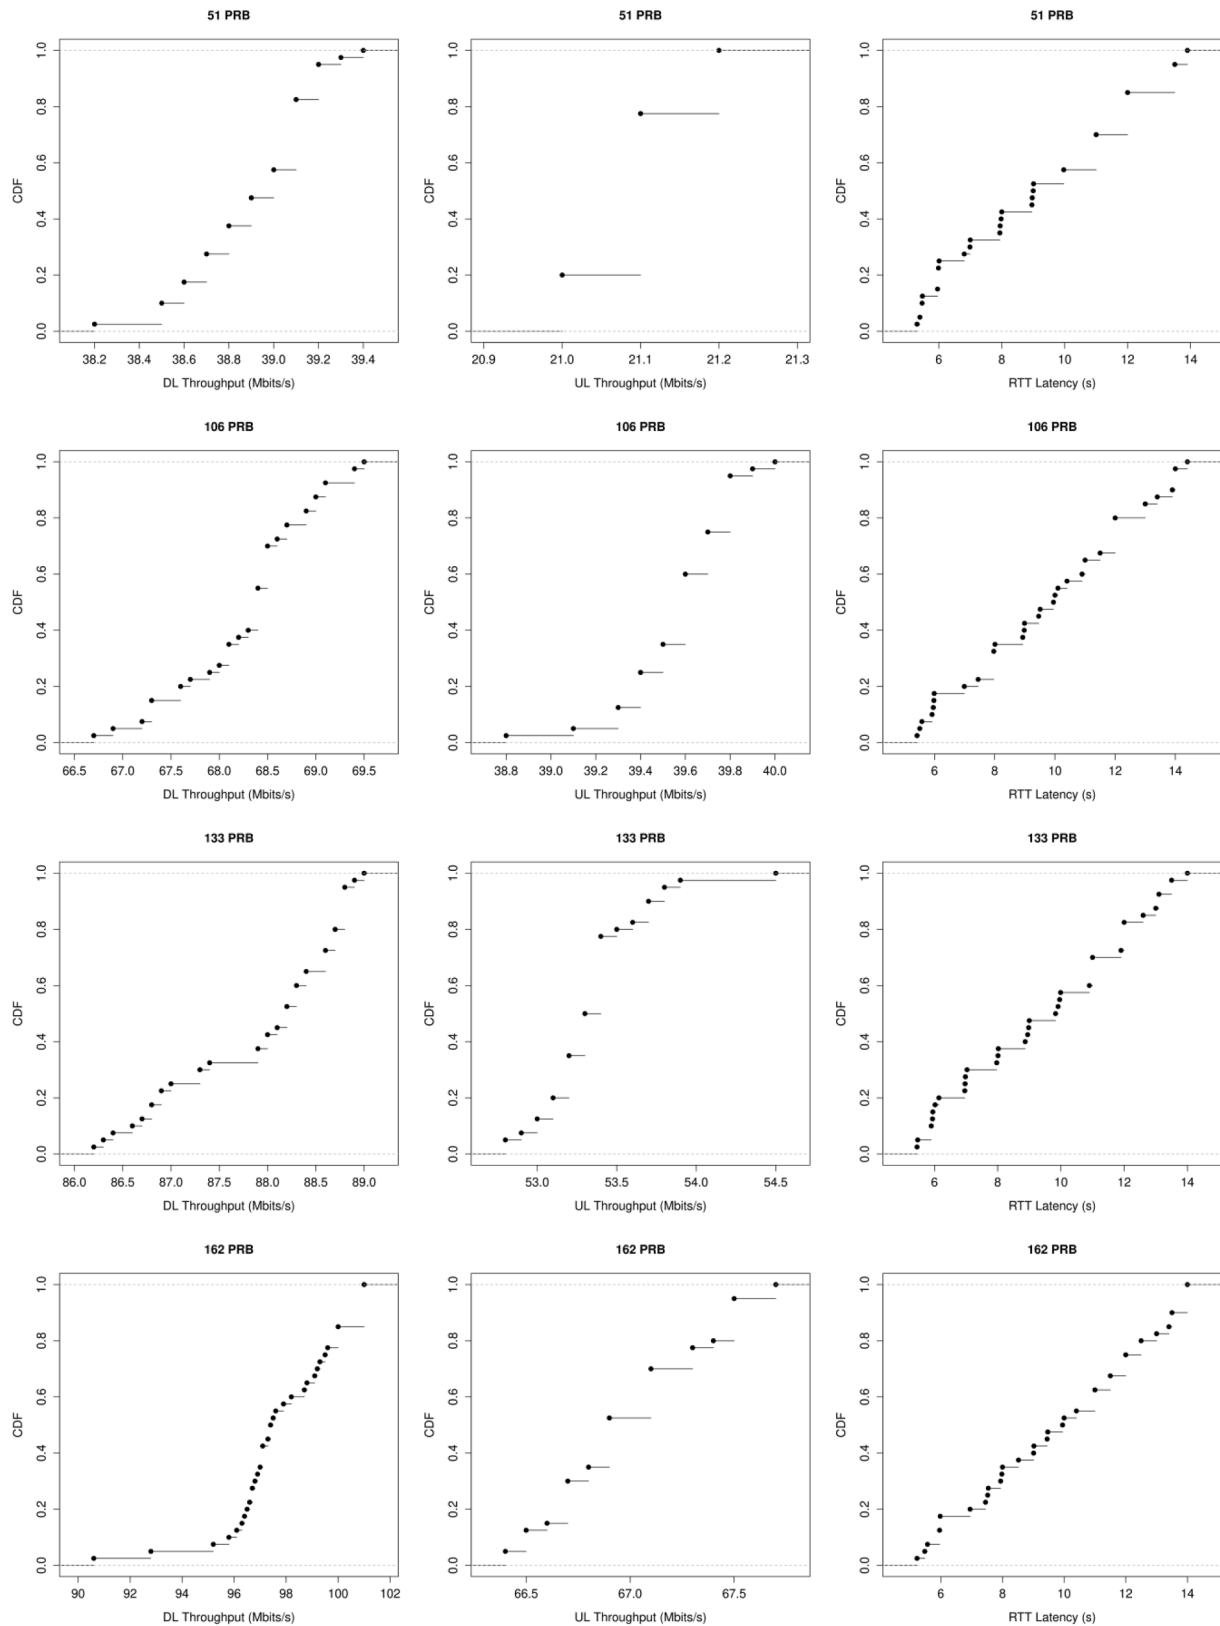 51 PRB
CDF
0.0 0.2 0.4 0.6 0.8 1.0
38.2 38.4 38.6 38.8 39.0 39.2 39.4
DL Throughput (Mbits/s)
51 PRB
CDF
0.0 0.2 0.4 0.6 0.8 1.0
20.9 21.0 21.1 21.2 21.3
UL Throughput (Mbits/s)
51 PRB
CDF
0.0 0.2 0.4 0.6 0.8 1.0
6 8 10 12 14
RTT Latency (s)
106 PRB
CDF
0.0 0.2 0.4 0.6 0.8 1.0
66.5 67.0 67.5 68.0 68.5 69.0 69.5
DL Throughput (Mbits/s)
106 PRB
CDF
0.0 0.2 0.4 0.6 0.8 1.0
38.8 39.0 39.2 39.4 39.6 39.8 40.0
UL Throughput (Mbits/s)
106 PRB
CDF
0.0 0.2 0.4 0.6 0.8 1.0
6 8 10 12 14
RTT Latency (s)
133 PRB
CDF
0.0 0.2 0.4 0.6 0.8 1.0
86.0 86.5 87.0 87.5 88.0 88.5 89.0
DL Throughput (Mbits/s)
133 PRB
CDF
0.0 0.2 0.4 0.6 0.8 1.0
53.0 53.5 54.0 54.5
UL Throughput (Mbits/s)
133 PRB
CDF
0.0 0.2 0.4 0.6 0.8 1.0
6 8 10 12 14
RTT Latency (s)
162 PRB
CDF
0.0 0.2 0.4 0.6 0.8 1.0
90 92 94 96 98 100 102
DL Throughput (Mbits/s)
162 PRB
CDF
0.0 0.2 0.4 0.6 0.8 1.0
66.5 67.0 67.5
UL Throughput (Mbits/s)
162 PRB
CDF
0.0 0.2 0.4 0.6 0.8 1.0
6 8 10 12 14
RTT Latency (s)